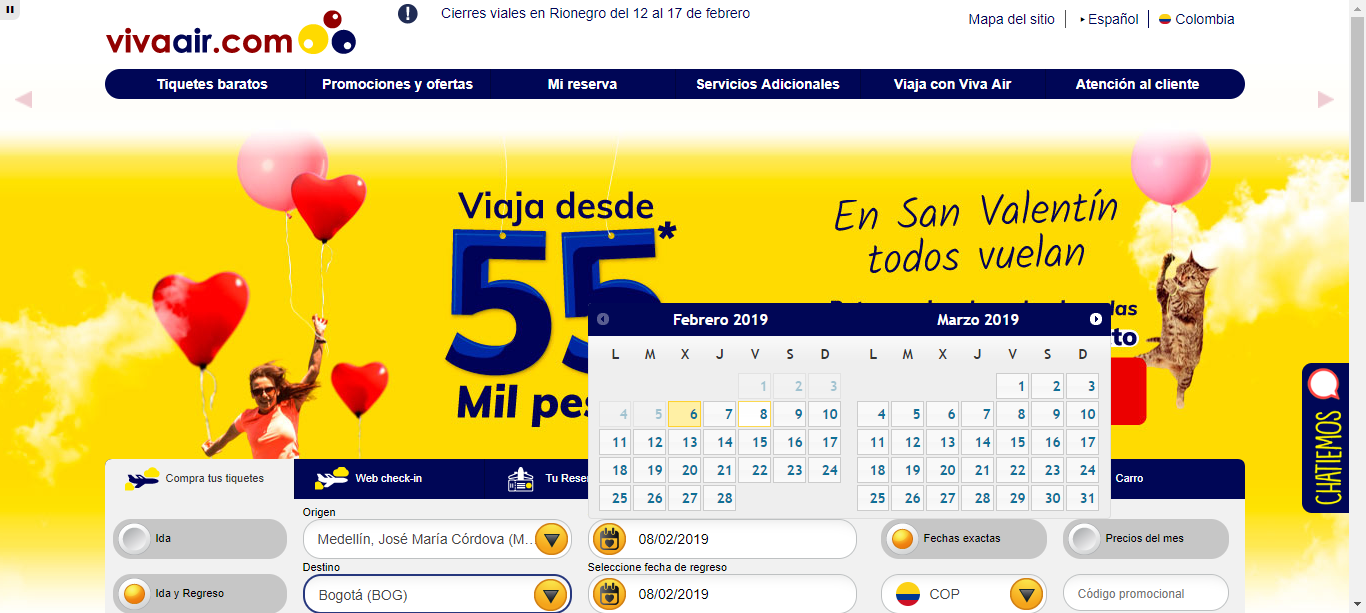 vivaair.com
Cierres viales en Rionegro del 12 al 17 de febrero
Mapa del sitio
Español
Colombia
Tiquetes baratos
Promociones y ofertas
Mi reserva
Servicios Adicionales
Viaja con Viva Air
Atención al cliente
Viaja desde
55*
Mil pes
En San Valentín
todos vuelan
Febrero 2019
L M X J V S D
1 2 3
4 5 6 7 8 9 10
11 12 13 14 15 16 17
18 19 20 21 22 23 24
25 26 27 28
Marzo 2019
L M X J V S D
1 2 3
4 5 6 7 8 9 10
11 12 13 14 15 16 17
18 19 20 21 22 23 24
25 26 27 28 29 30 31
CHATIEMOS
Compra tus tiquetes
Web check-in
Tu Rese
Carro
Origen
Ida
Medellín, José María Córdova (M...
08/02/2019
Fechas exactas
Precios del mes
Destino
Seleccione fecha de regreso
Ida y Regreso
Bogotá (BOG)
08/02/2019
COP
Código promocional